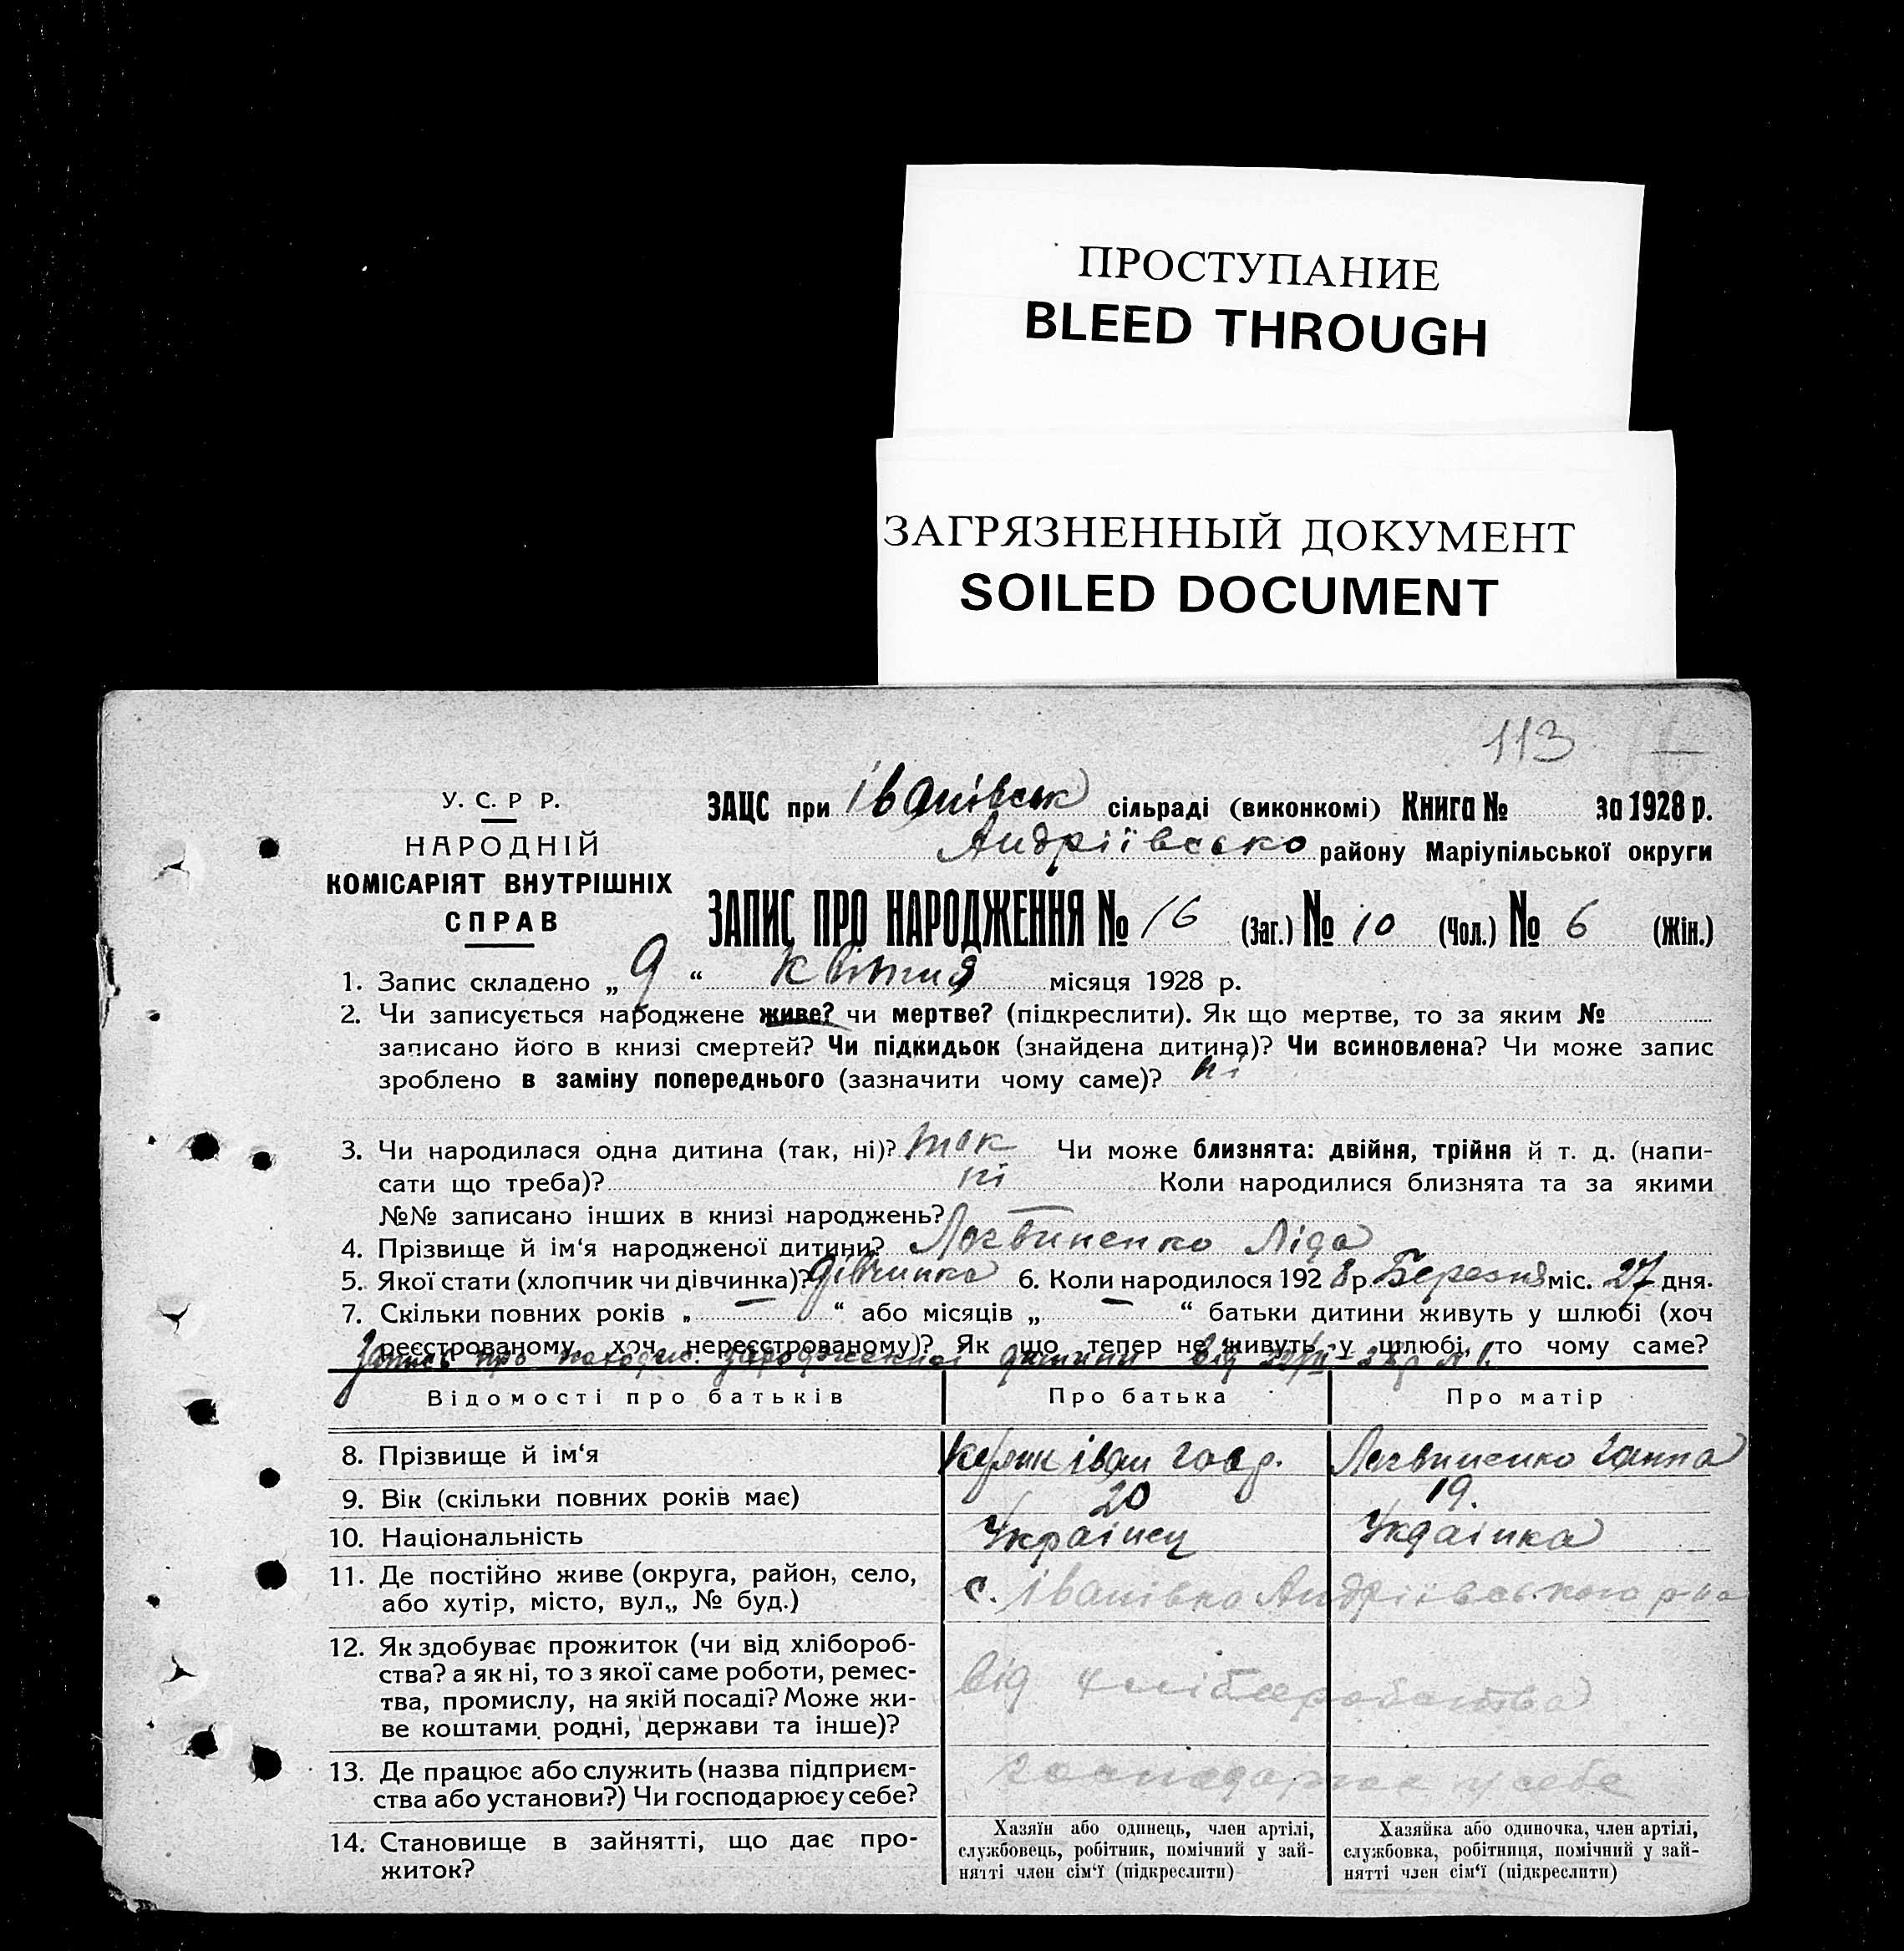 ПРОСТУПАНИЕ
BLEED THROUGH
ЗАГРЯЗНЕННЫЙ ДОКУМЕНТ
SOILED DOCUMENT
113
У. С. Р Р.
НАРОДНІЙ
КОМІСАРІЯТ ВНУТРІШНІХ
СПРАВ
ЗАЦС при Іванівськ сільраді (виконкомі) Книга № за 1928 р.
Андріївсько району Маріупільської округи
ЗАПИС ПРО НАРОДЖЕННЯ № 16 (Заг.) № 10 (Чол.) № 6 (Жін.)
1. Запис складено „ 9 “ квітня місяця 1928 р.
2. Чи записується народжене живе? чи мертве? (підкреслити). Як що мертве, то за яким №
записано його в книзі смертей? Чи підкидьок (знайдена дитина)? Чи всиновлена? Чи може запис
зроблено в заміну попереднього (зазначити чому саме)? ні
3. Чи народилася одна дитина (так, ні)? так Чи може близнята: двійня, трійня й т. д. (напи-
сати що треба)? ні Коли народилися близнята та за якими
№№ записано інших в книзі народжень? —
4. Прізвище й ім‘я народженої дитини? Логвиненко Ліда
5. Якої стати (хлопчик чи дівчинка)? дівчинка 6. Коли народилося 192 8 р. Березня міс. 27 дня.
7. Скільки повних років „ — “ або місяців „ — “ батьки дитини живуть у шлюбі (хоч
реєстрованому, хоч нереєстрованому)? Як що тепер не живуть у шлюбі, то чому саме?
Запись про дитини від
Відомості про батьків Про батька Про матір
8. Прізвище й ім‘я Іван Гавр. Логвиненко Ганна
9. Вік (скільки повних років має) 20 19.
10. Національність Українец Українка
11. Де постійно живе (округа, район, село,
або хутір, місто, вул., № буд.) с. Іванівка Андріївського р-на
12. Як здобуває прожиток (чи від хлібороб-
ства? а як ні, то з якої саме роботи, ремес-
тва, промислу, на якій посаді? Може жи-
ве коштами родні, держави та інше)? від хліборобства
13. Де працює або служить (назва підприєм-
ства або установи?) Чи господарює у себе? господарює у себе
14. Становище в зайнятті, що дає про-
житок?
Хазяїн або одинець, член артілі,
службовець, робітник, помічний у зай-
нятті член сім‘ї (підкреслити)
Хазяйка або одиночка, член артілі,
службовка, робітниця, помічний у зай-
нятті член сім‘ї (підкреслити)